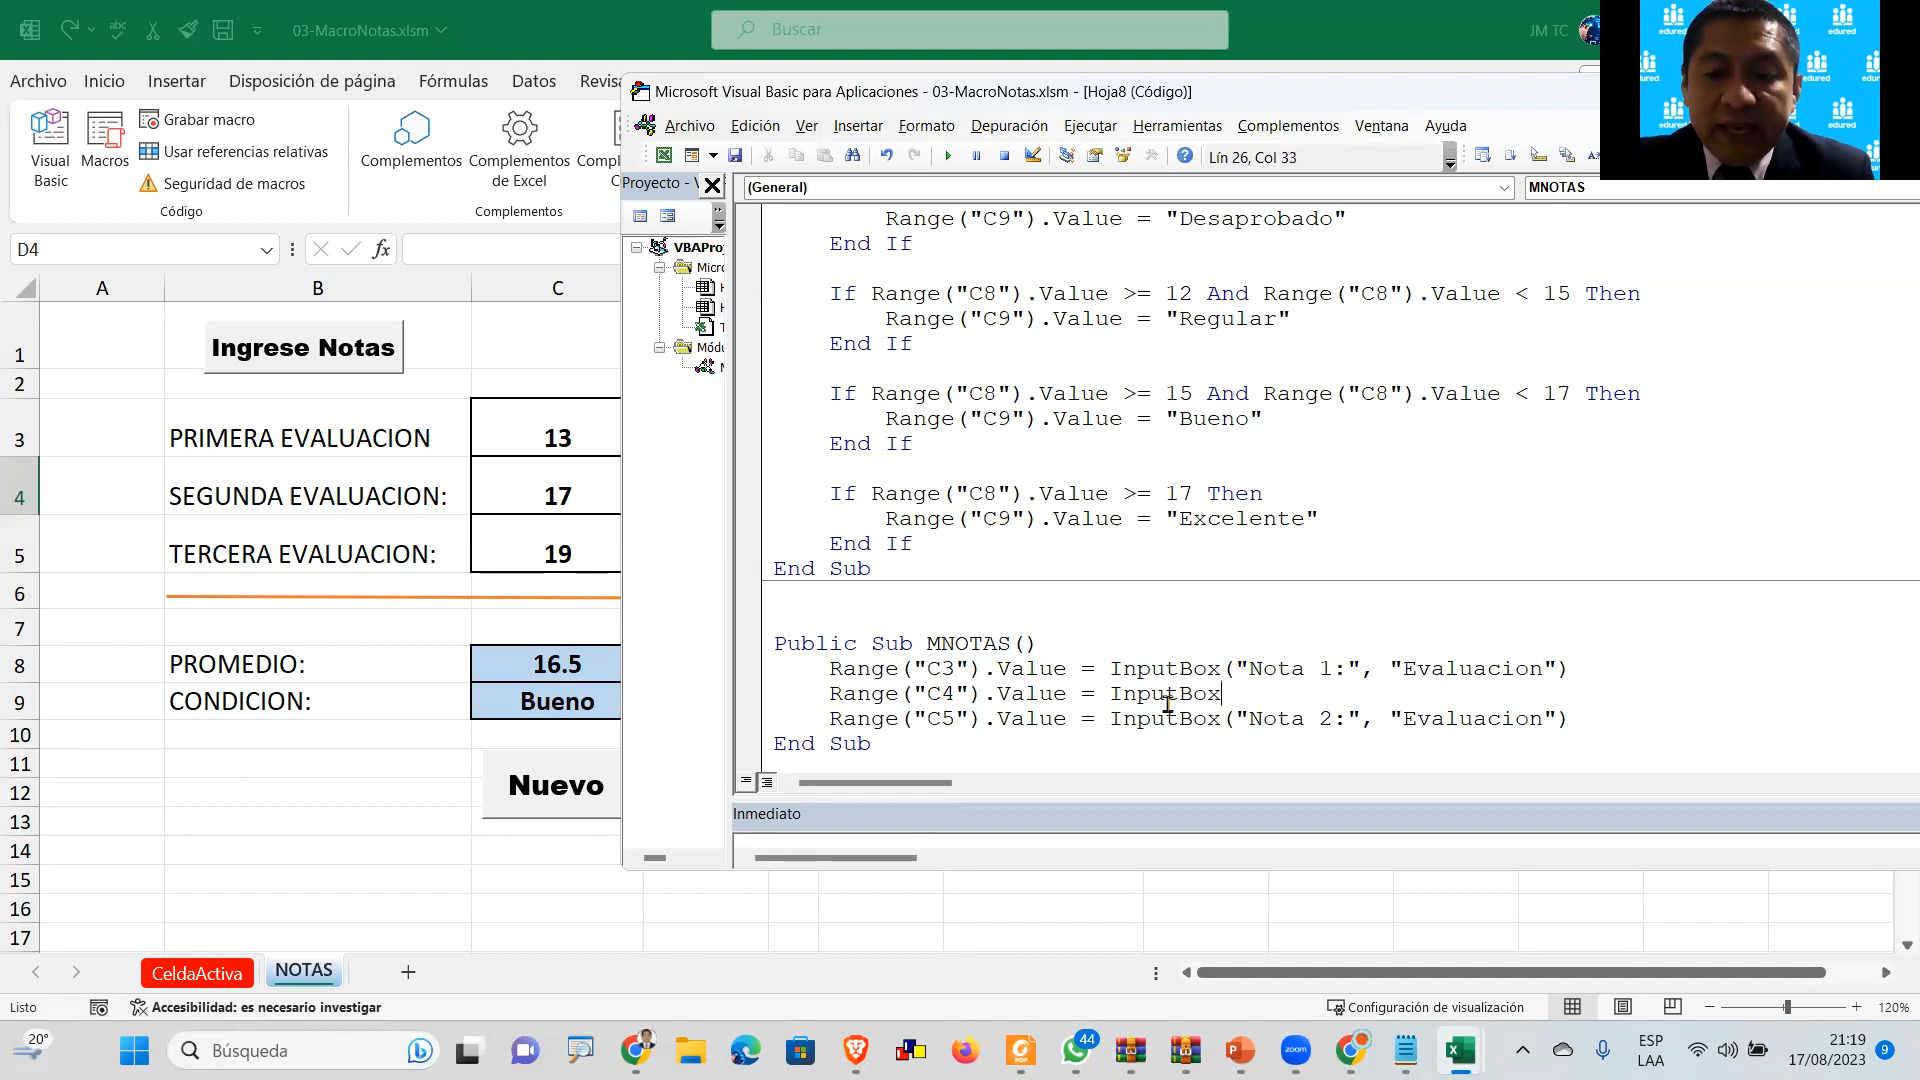 03-MacroNotas.xlsm
Buscar
JM TC
edured
edured
edured
Archivo Inicio Insertar Disposición de página Fórmulas Datos Revisa
Visual Basic
Macros
Grabar macro
Usar referencias relativas
Seguridad de macros
Código
Complementos
Complementos de Excel
Compl
C
Complementos
D4
fx
A B C
1
2
3
4
5
6
7
8
9
10
11
12
13
14
15
16
17
Ingrese Notas
PRIMERA EVALUACION 13
SEGUNDA EVALUACION: 17
TERCERA EVALUACION: 19
PROMEDIO: 16.5
CONDICION: Bueno
Nuevo
Microsoft Visual Basic para Aplicaciones - 03-MacroNotas.xlsm - [Hoja8 (Código)]
Archivo Edición Ver Insertar Formato Depuración Ejecutar Herramientas Complementos Ventana Ayuda
Lín 26, Col 33
Proyecto - V
VBAProy
Micro
H
H
T
Módu
M
(General)
MNOTAS
Range("C9").Value = "Desaprobado"
End If
If Range("C8").Value >= 12 And Range("C8").Value < 15 Then
Range("C9").Value = "Regular"
End If
If Range("C8").Value >= 15 And Range("C8").Value < 17 Then
Range("C9").Value = "Bueno"
End If
If Range("C8").Value >= 17 Then
Range("C9").Value = "Excelente"
End If
End Sub
Public Sub MNOTAS()
Range("C3").Value = InputBox("Nota 1:", "Evaluacion")
Range("C4").Value = InputBox
Range("C5").Value = InputBox("Nota 2:", "Evaluacion")
End Sub
Inmediato
CeldaActiva NOTAS
Listo
Accesibilidad: es necesario investigar
Configuración de visualización
120%
20°
Búsqueda
44
ESP
LAA
21:19
17/08/2023
9